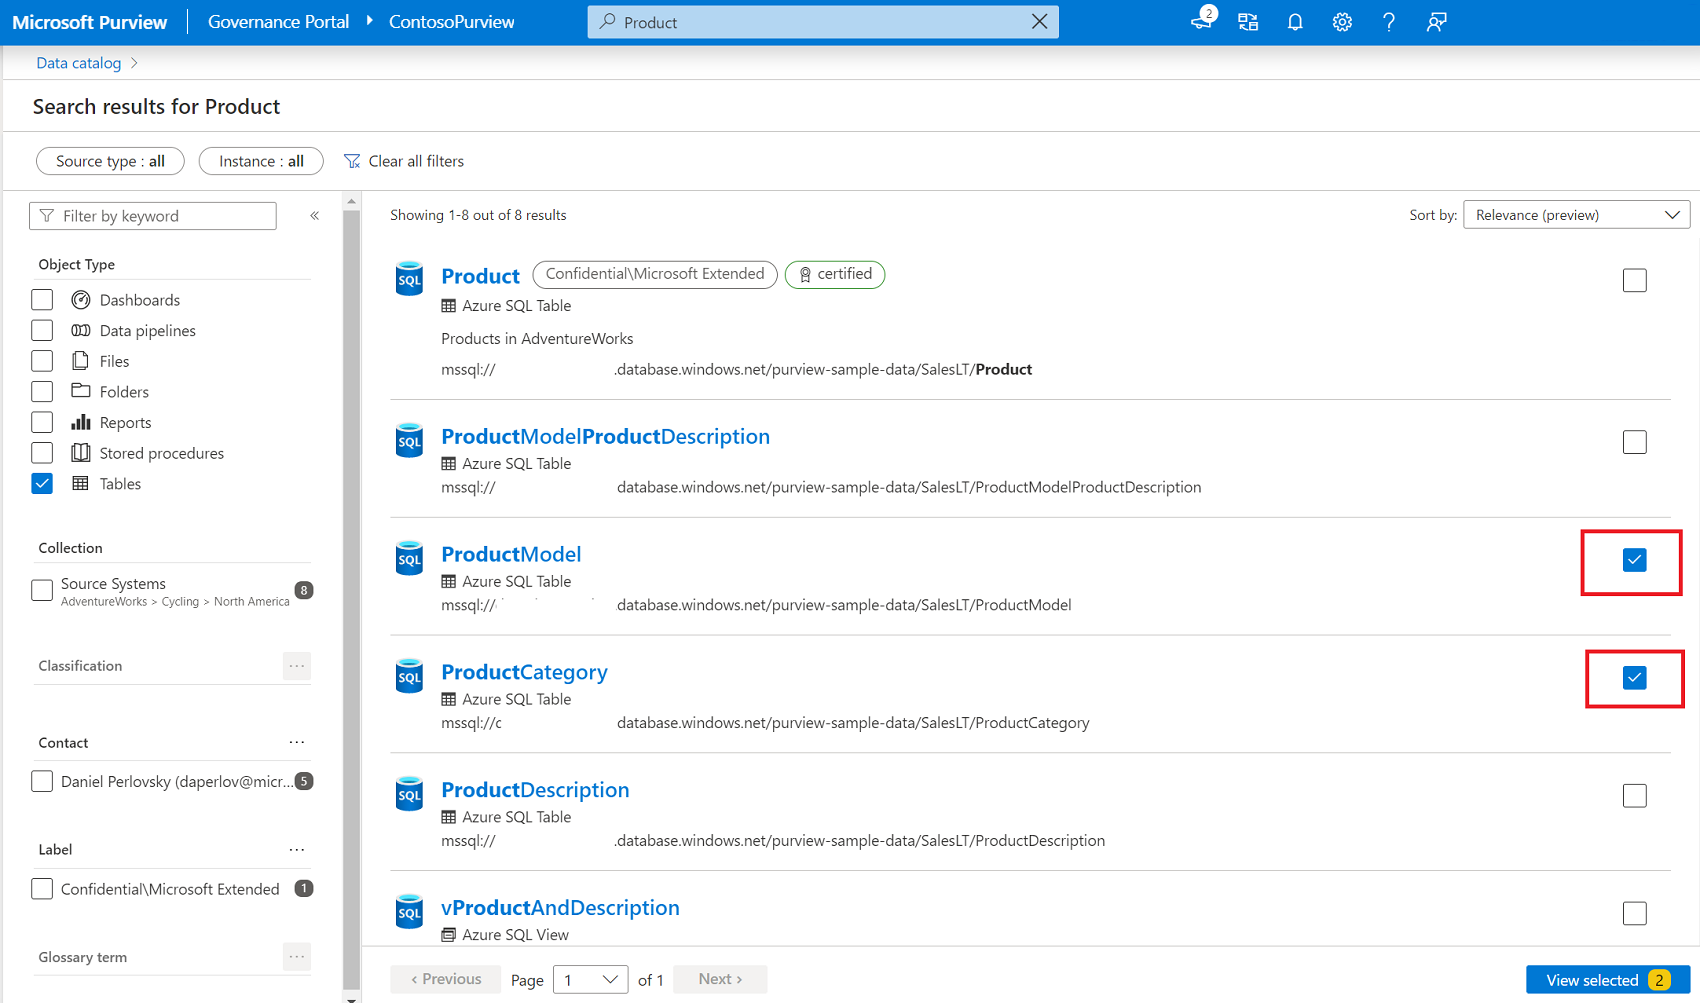 Microsoft Purview Governance Portal ContosoPurview Product 2
Data catalog
Search results for Product
Source type : all Instance : all Clear all filters
Filter by keyword
Object Type
Dashboards
Data pipelines
Files
Folders
Reports
Stored procedures
Tables
Collection
Source Systems 8
AdventureWorks > Cycling > North America
Classification ...
Contact ...
Daniel Perlovsky (daperlov@micr... 5
Label ...
Confidential\Microsoft Extended 1
Glossary term ...
Showing 1-8 out of 8 results Sort by: Relevance (preview)
SQL Product Confidential\Microsoft Extended certified
Azure SQL Table
Products in AdventureWorks
mssql:// .database.windows.net/purview-sample-data/SalesLT/Product
SQL ProductModelProductDescription
Azure SQL Table
mssql:// database.windows.net/purview-sample-data/SalesLT/ProductModelProductDescription
SQL ProductModel
Azure SQL Table
mssql:// database.windows.net/purview-sample-data/SalesLT/ProductModel
SQL ProductCategory
Azure SQL Table
mssql://c database.windows.net/purview-sample-data/SalesLT/ProductCategory
SQL ProductDescription
Azure SQL Table
mssql:// .database.windows.net/purview-sample-data/SalesLT/ProductDescription
SQL vProductAndDescription
Azure SQL View
‹ Previous Page 1 of 1 Next › View selected 2